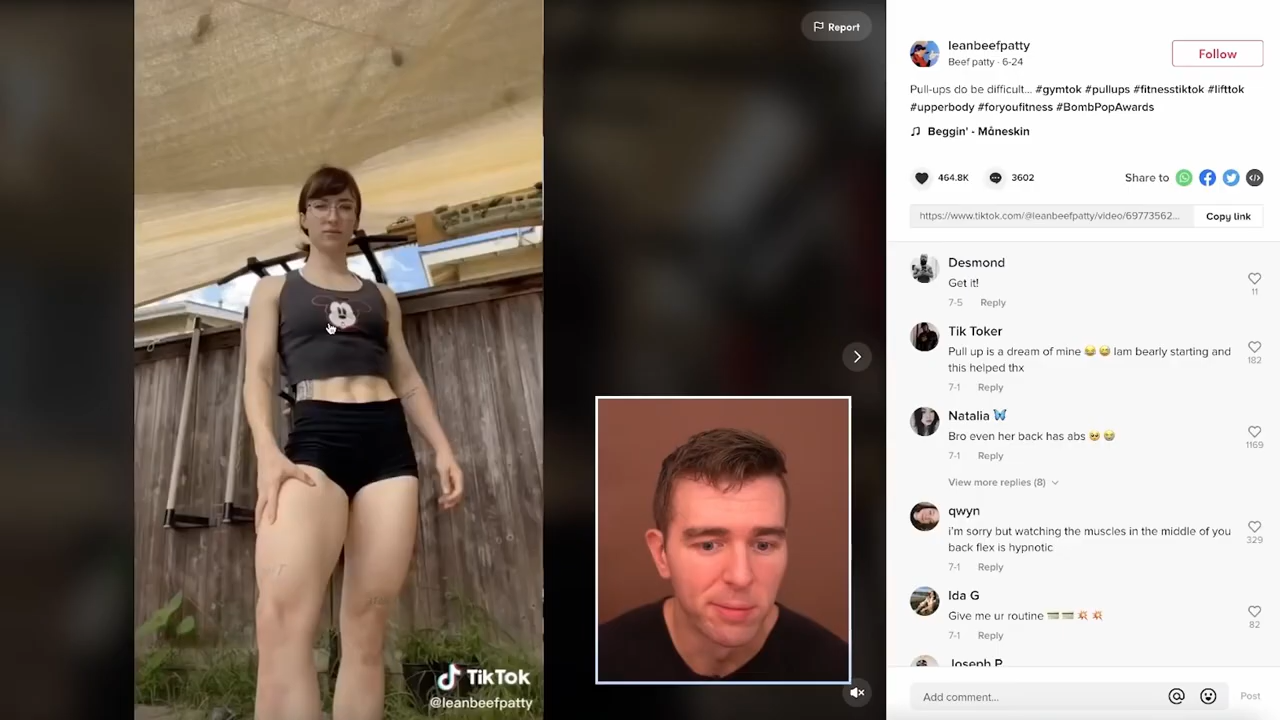 Report
TikTok
@leanbeefpatty
leanbeefpatty
Beef patty · 6-24
Follow
Pull-ups do be difficult... #gymtok #pullups #fitnesstiktok #lifttok
#upperbody #foryoufitness #BombPopAwards
Beggin' - Måneskin
464.8K
3602
Share to
https://www.tiktok.com/@leanbeefpatty/video/69773562...
Copy link
Desmond
Get it!
7-5 Reply
11
Tik Toker
Pull up is a dream of mine 😂 😅 Iam bearly starting and
this helped thx
182
7-1 Reply
Natalia 🦋
Bro even her back has abs 🥺 😭
1169
7-1 Reply
View more replies (8)
qwyn
i'm sorry but watching the muscles in the middle of you
back flex is hypnotic
329
7-1 Reply
Ida G
Give me ur routine 💵 💵 💥 💥
82
7-1 Reply
Joseph P
Add comment...
Post